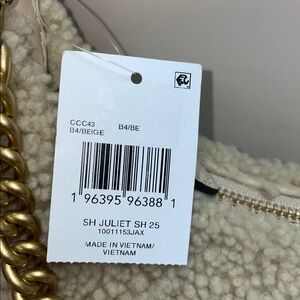 CCC43 B4/BE
B4/BEIGE
1 96395 96388 1
SH JULIET SH 25
10011153JAX
MADE IN VIETNAM/
VIETNAM